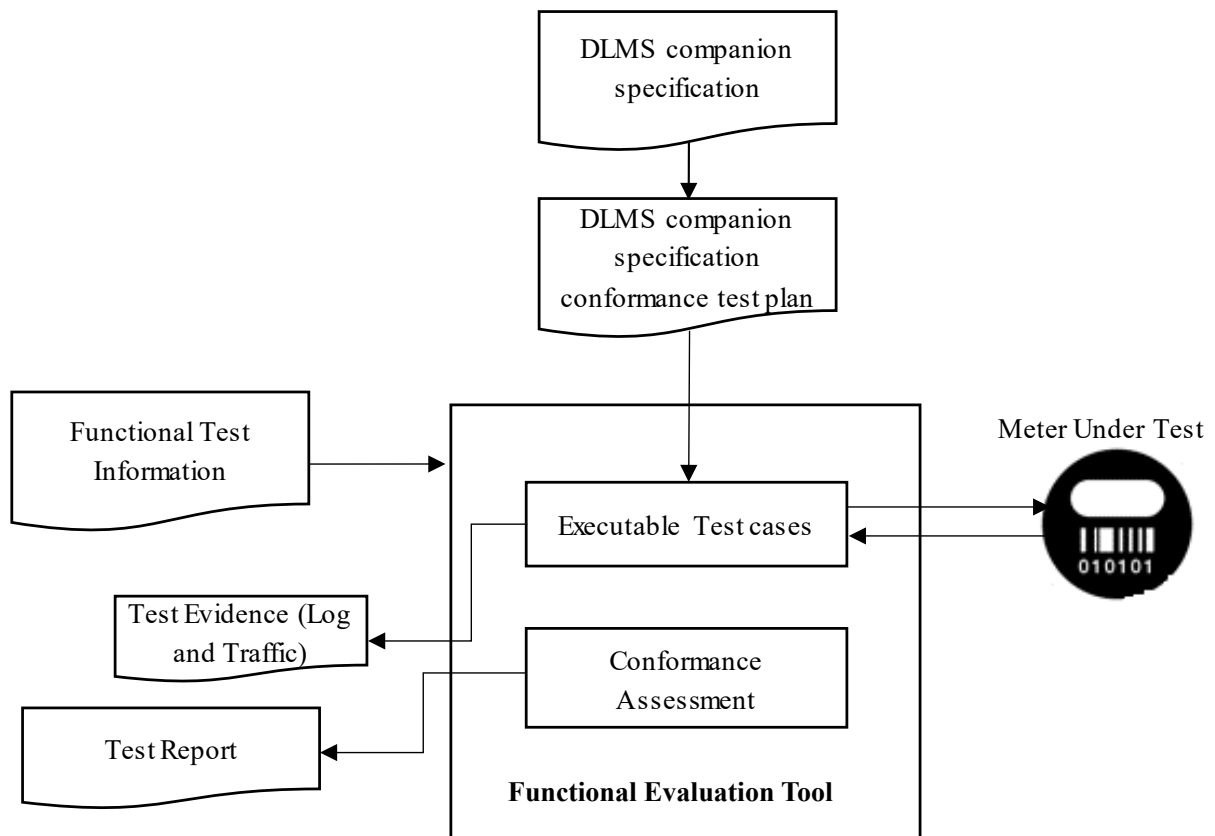 DLMS companion
specification
DLMS companion
specification
conformance test plan
Functional Test
Information
Meter Under Test
010101
Executable Test cases
Test Evidence (Log
and Traffic)
Conformance
Assessment
Test Report
Functional Evaluation Tool